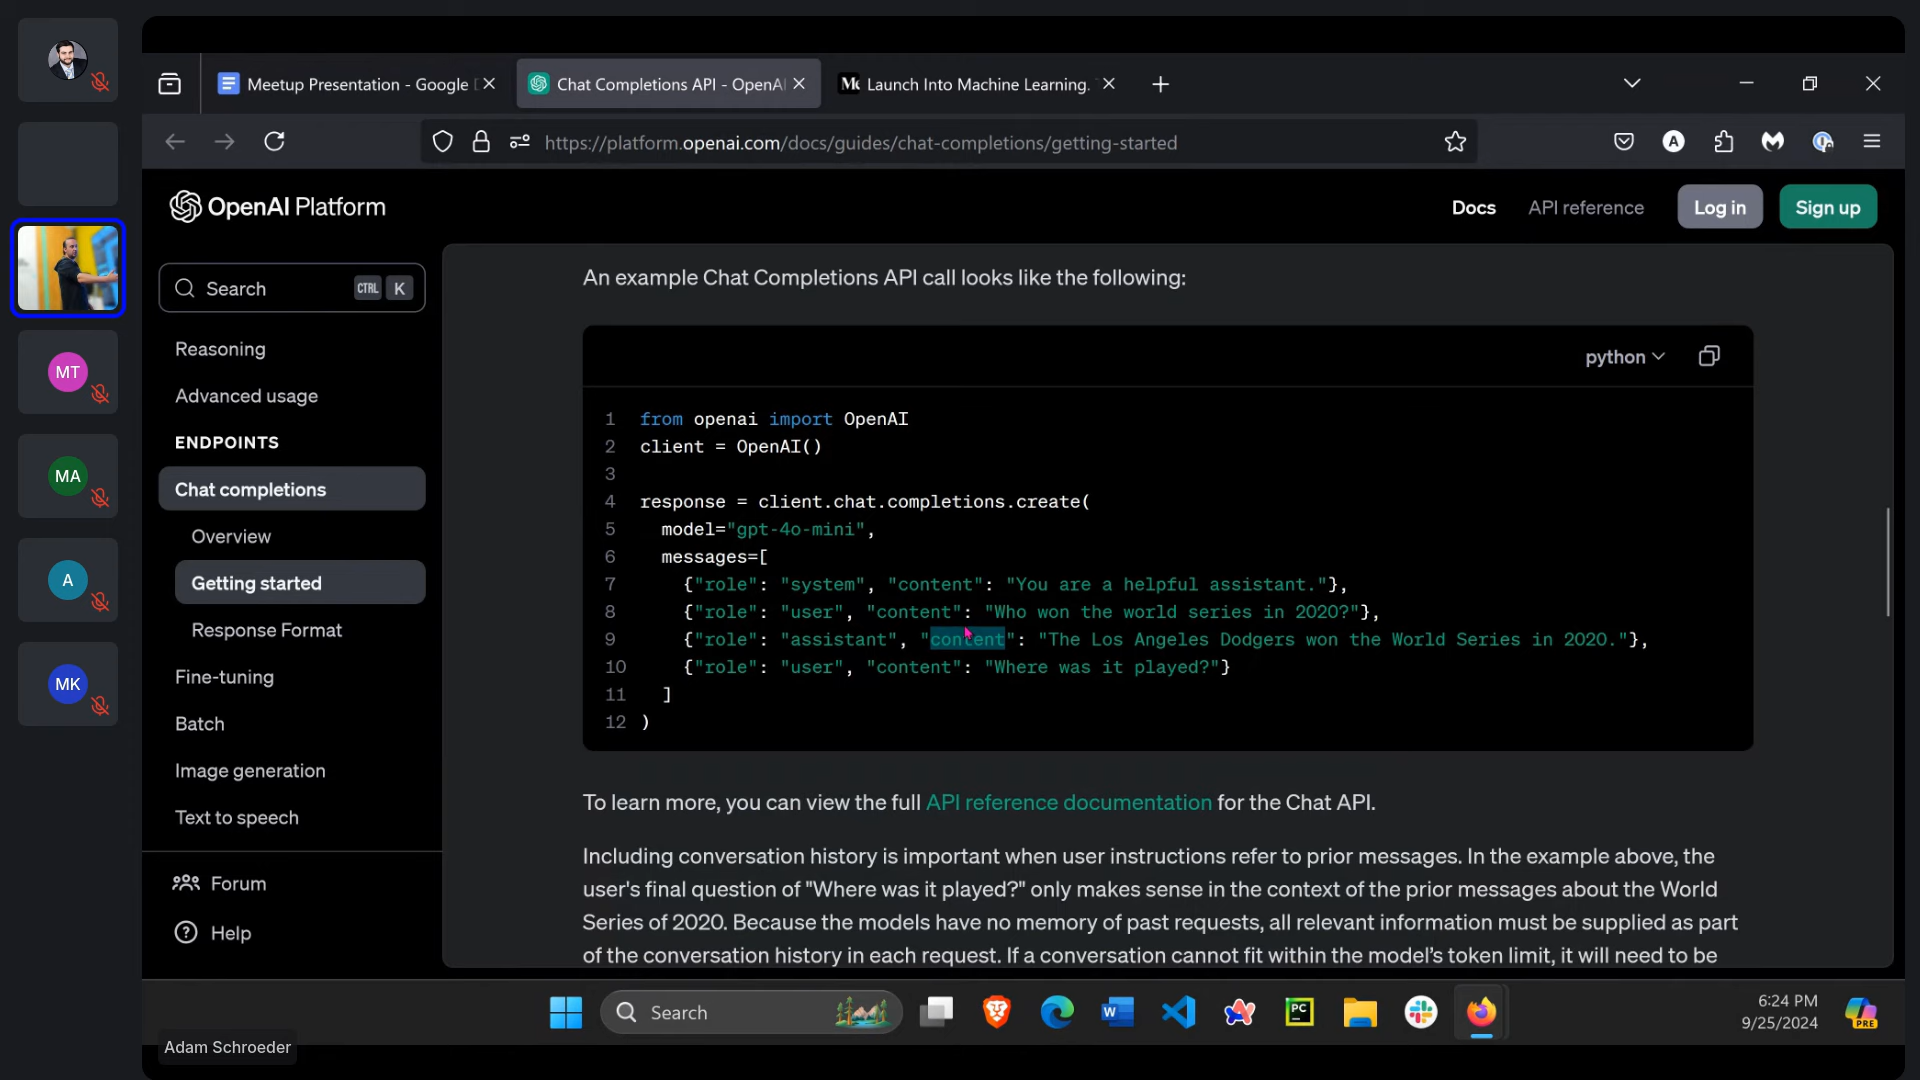 Meetup Presentation - Google
Chat Completions API - OpenAI
Launch Into Machine Learning.
https://platform.openai.com/docs/guides/chat-completions/getting-started
A
OpenAI Platform
Docs
API reference
Log in
Sign up
Search
CTRL
K
Reasoning
Advanced usage
ENDPOINTS
Chat completions
Overview
Getting started
Response Format
Fine-tuning
Batch
Image generation
Text to speech
Forum
Help
An example Chat Completions API call looks like the following:
python
1 from openai import OpenAI
2 client = OpenAI()
3
4 response = client.chat.completions.create(
5 model="gpt-4o-mini",
6 messages=[
7 {"role": "system", "content": "You are a helpful assistant."},
8 {"role": "user", "content": "Who won the world series in 2020?"},
9 {"role": "assistant", "content": "The Los Angeles Dodgers won the World Series in 2020."},
10 {"role": "user", "content": "Where was it played?"}
11 ]
12 )
To learn more, you can view the full API reference documentation for the Chat API.
Including conversation history is important when user instructions refer to prior messages. In the example above, the
user's final question of "Where was it played?" only makes sense in the context of the prior messages about the World
Series of 2020. Because the models have no memory of past requests, all relevant information must be supplied as part
of the conversation history in each request. If a conversation cannot fit within the model's token limit, it will need to be
MT
MA
A
MK
Search
W
PC
PRE
6:24 PM
9/25/2024
Adam Schroeder